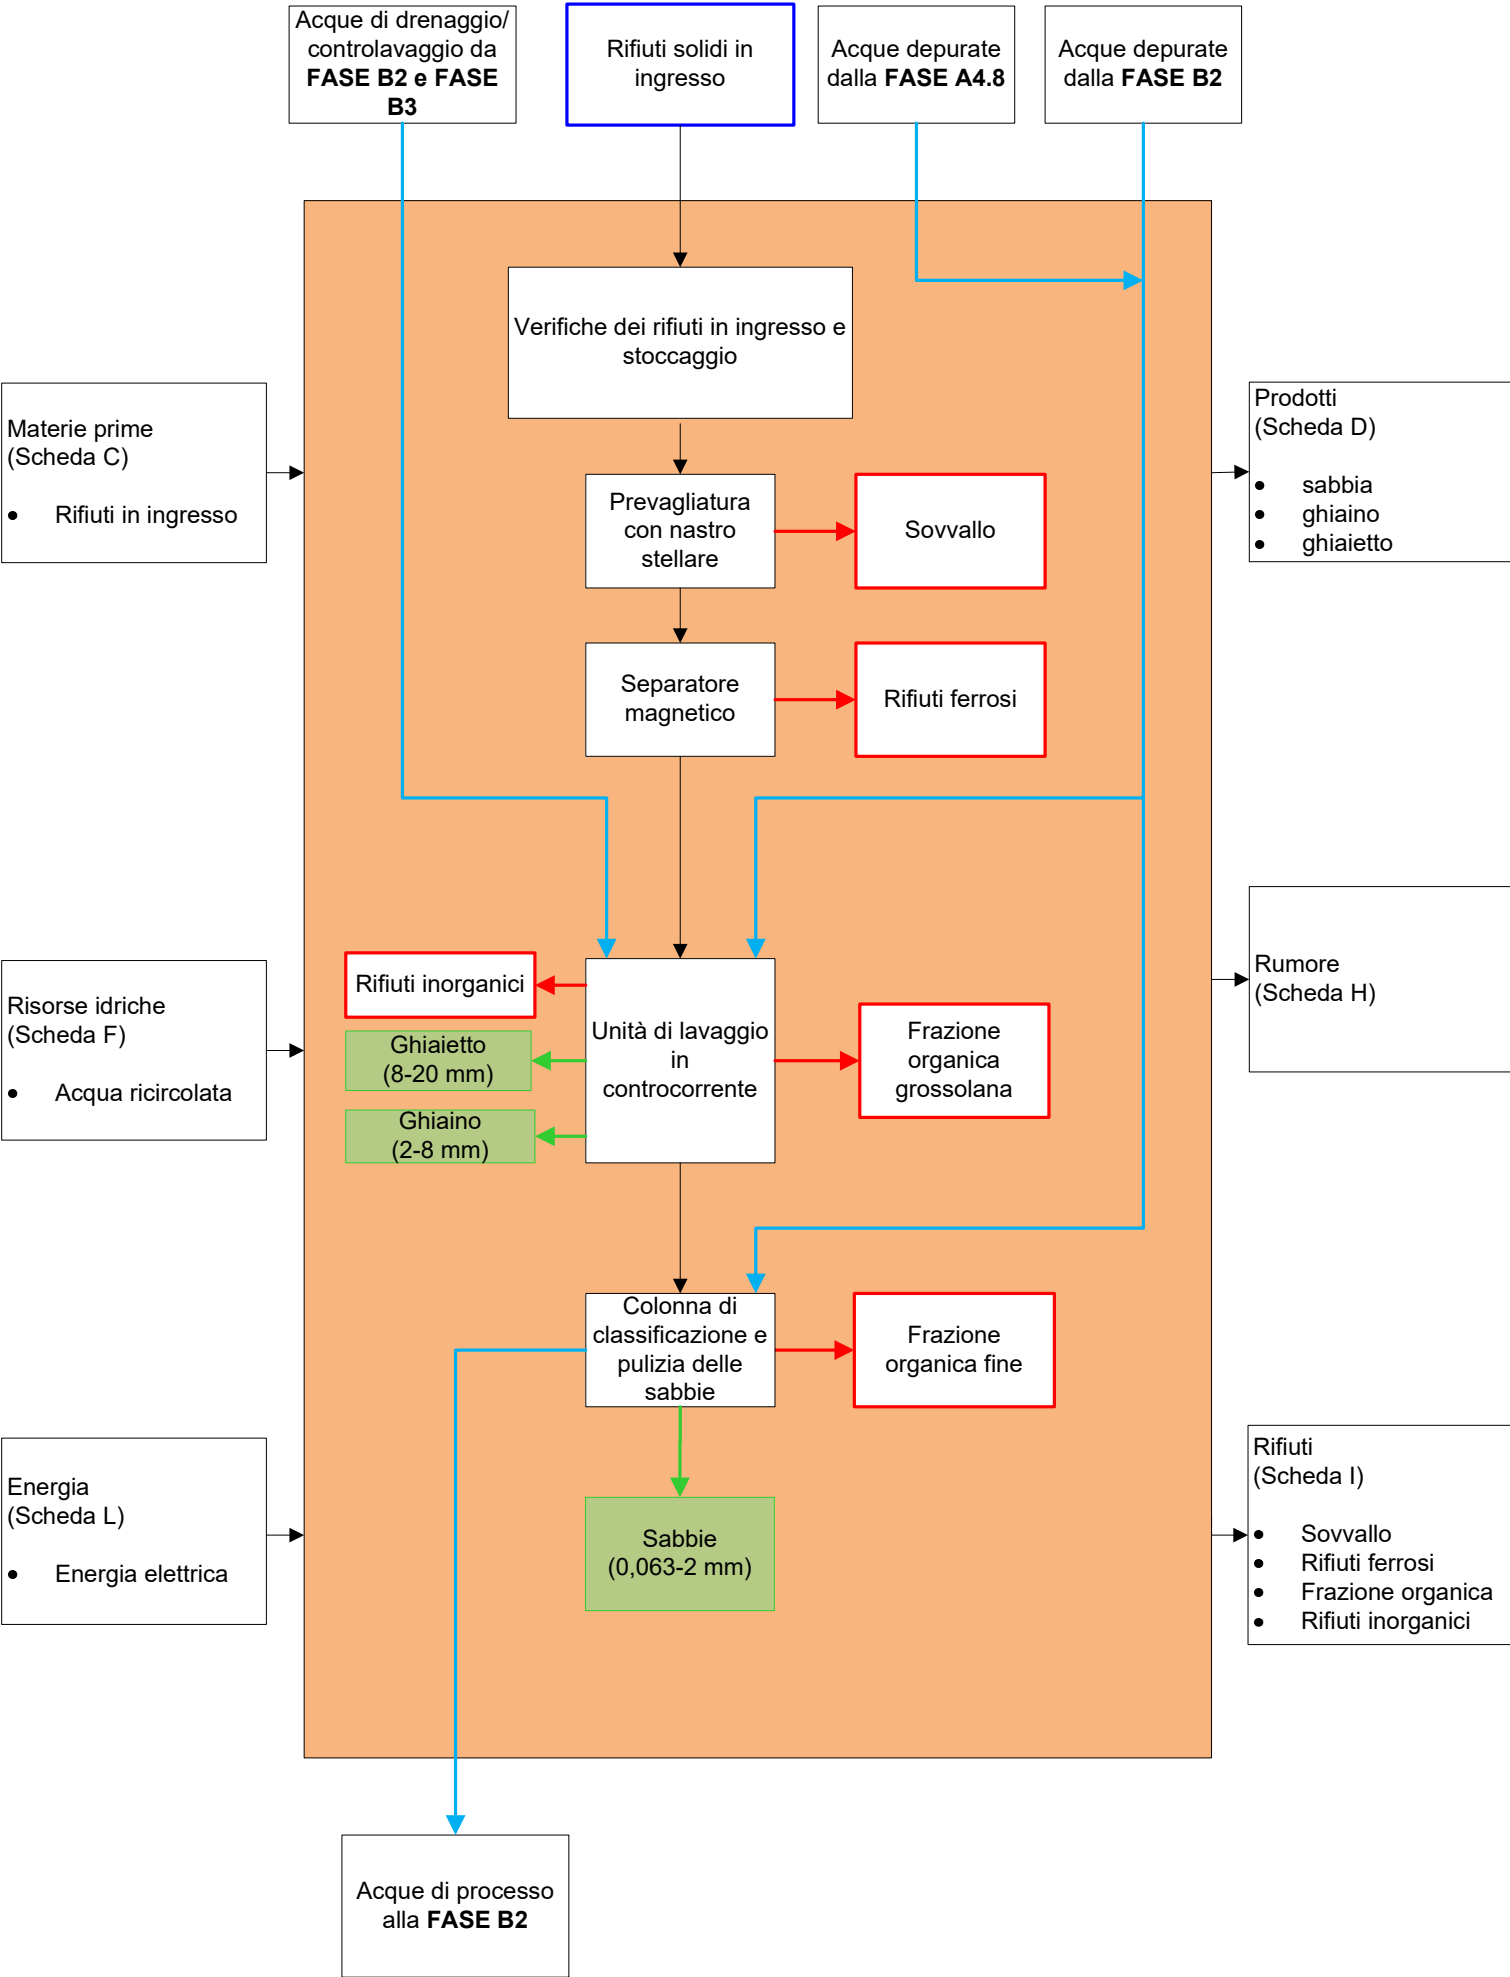 Acque di drenaggio/
controlavaggio da
FASE B2 e FASE
B3
Rifiuti solidi in
ingresso
Acque depurate
dalla FASE A4.8
Acque depurate
dalla FASE B2
Verifiche dei rifiuti in ingresso e
stoccaggio
Materie prime
(Scheda C)
• Rifiuti in ingresso
Prodotti
(Scheda D)
• sabbia
• ghiaino
• ghiaietto
Prevagliatura
con nastro
stellare
Sovvallo
Separatore
magnetico
Rifiuti ferrosi
Risorse idriche
(Scheda F)
• Acqua ricircolata
Rifiuti inorganici
Ghiaietto
(8-20 mm)
Ghiaino
(2-8 mm)
Unità di lavaggio
in
controcorrente
Frazione
organica
grossolana
Rumore
(Scheda H)
Colonna di
classificazione e
pulizia delle
sabbie
Frazione
organica fine
Energia
(Scheda L)
• Energia elettrica
Sabbie
(0,063-2 mm)
Rifiuti
(Scheda I)
• Sovvallo
• Rifiuti ferrosi
• Frazione organica
• Rifiuti inorganici
Acque di processo
alla FASE B2